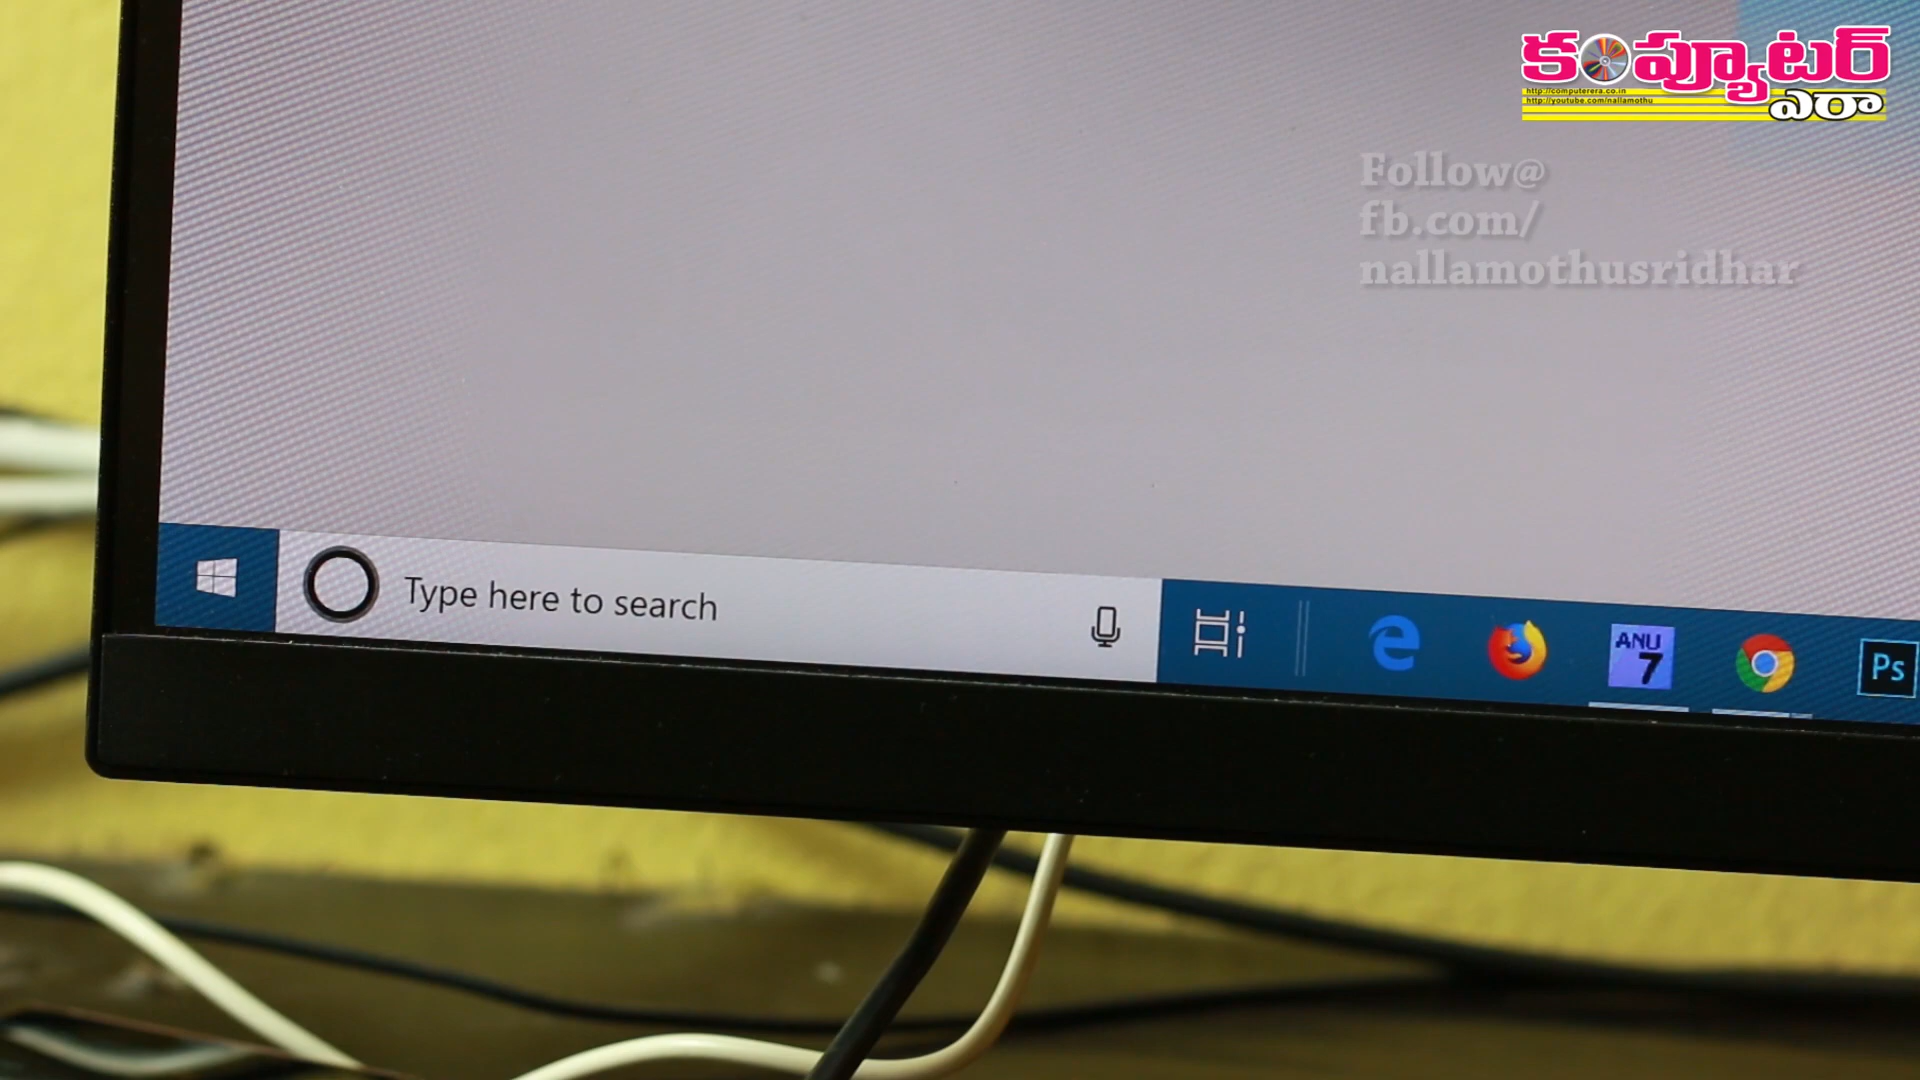 కంప్యూటర్
http://computerera.co.in
http://youtube.com/nallamothu
ఎరా
Follow@
fb.com/
nallamothusridhar
Type here to search
ANU
7
Ps